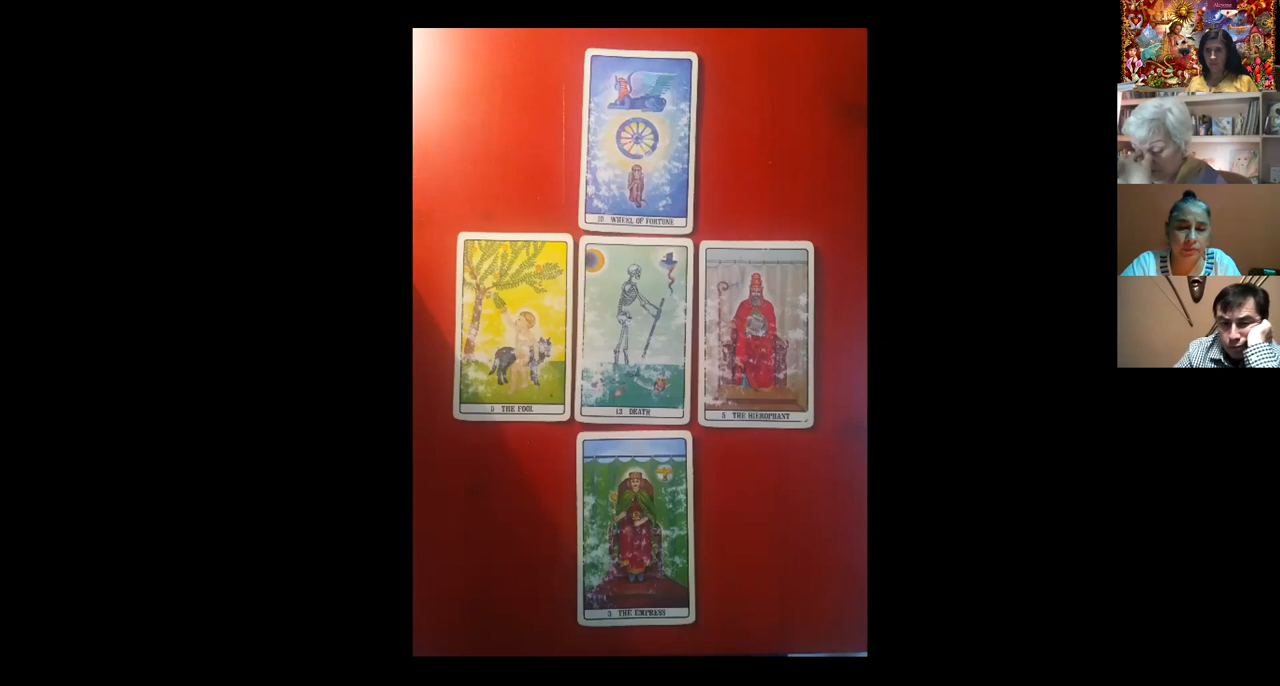 10 WHEEL OF FORTUNE
0 THE FOOL
13 DEATH
5 THE HIEROPHANT
3 THE EMPRESS